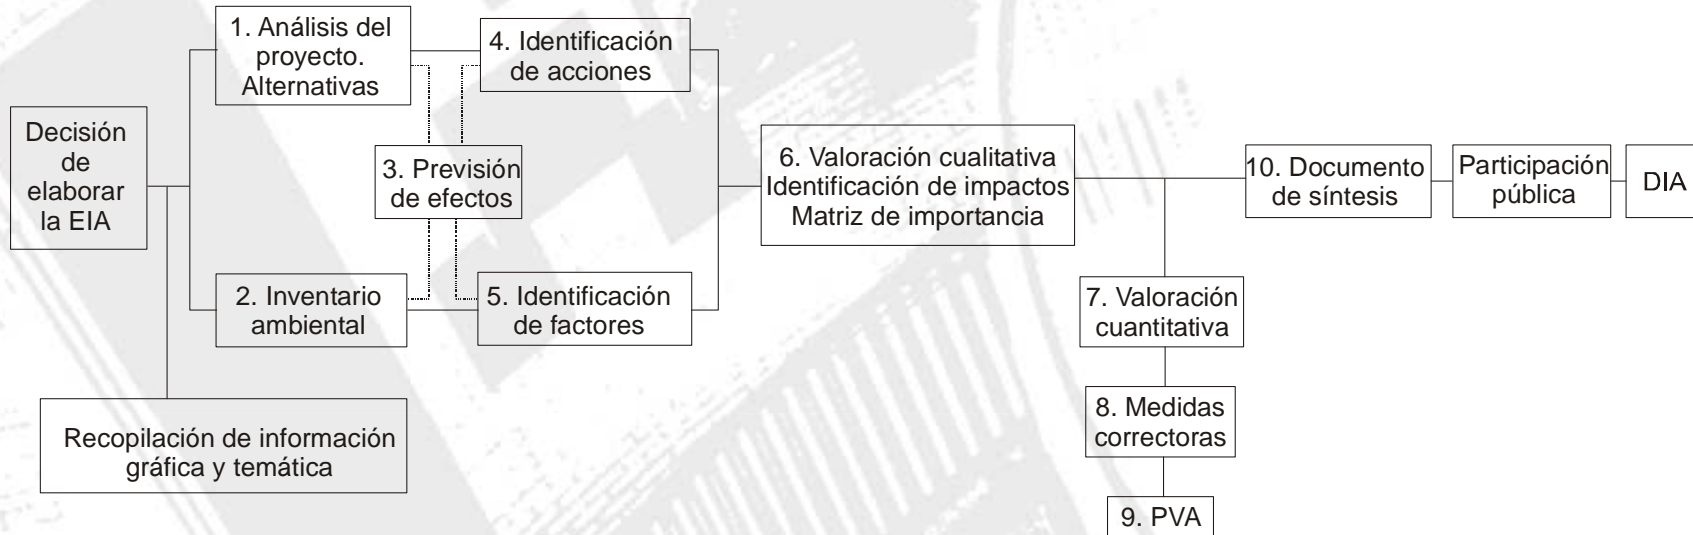 Decisión
de
elaborar
la EIA
1. Análisis del
proyecto.
Alternativas
2. Inventario
ambiental
Recopilación de información
gráfica y temática
3. Previsión
de efectos
4. Identificación
de acciones
5. Identificación
de factores
6. Valoración cualitativa
Identificación de impactos
Matriz de importancia
7. Valoración
cuantitativa
8. Medidas
correctoras
9. PVA
10. Documento
de síntesis
Participación
pública
DIA